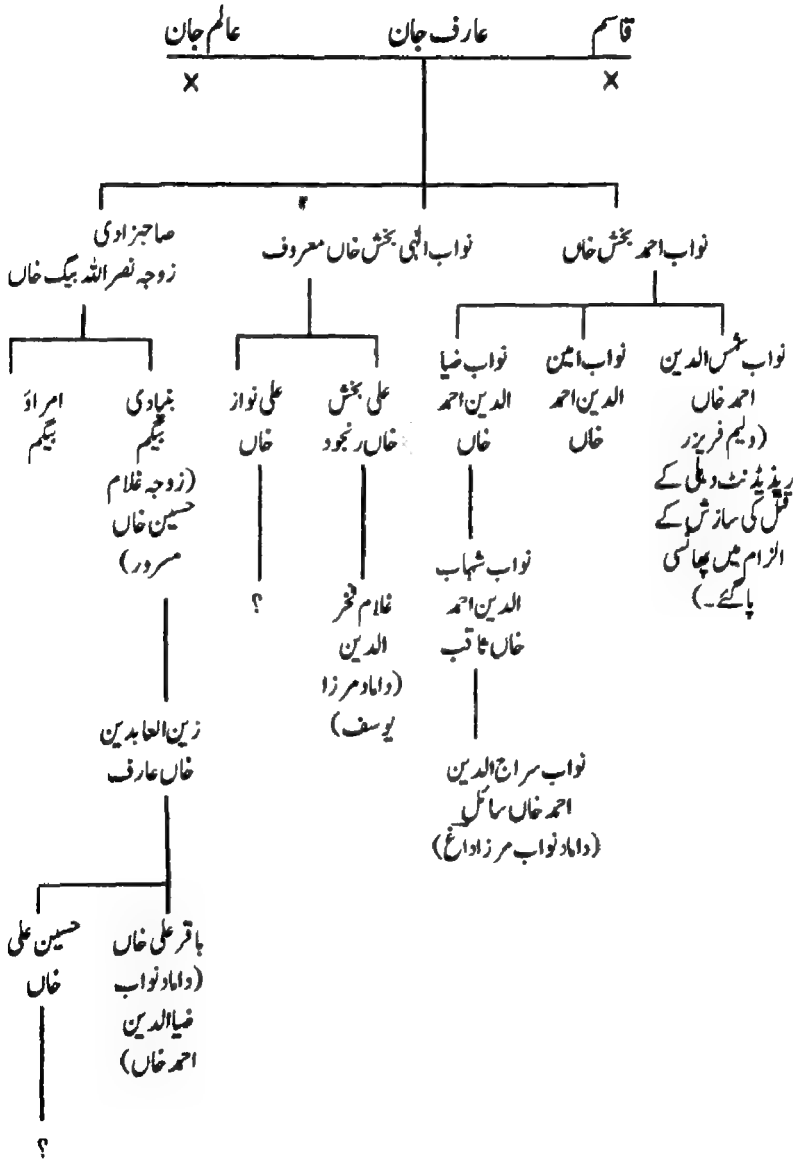 قاسم عارف جان عالم جان
× ×
نواب احمد بخش خاں
نواب الٰہی بخش خاں معروف
صاحبزادی
زوجہ نصر اللہ بیگ خاں
نواب شمس الدین
احمد خاں
(ولیم فریزر
ریذیڈنٹ دہلی کے
قتل کی سازش کے
الزام میں پھانسی
پا گئے۔)
نواب امین
الدین احمد
خاں
نواب ضیا
الدین احمد
خاں
نواب شہاب
الدین احمد
خاں ثاقب
نواب سراج الدین
احمد خاں سائل
(داماد نواب مرزا داغ)
علی بخش
خاں رنجور
غلام فخر
الدین
(داماد مرزا
یوسف)
علی نواز
خاں
؟
بنیادی
بیگم
(زوجہ غلام
حسین خاں
مسرور)
زین العابدین
خاں عارف
باقر علی خاں
(داماد نواب
ضیا الدین
احمد خاں)
حسین علی
خاں
؟
امراؤ
بیگم